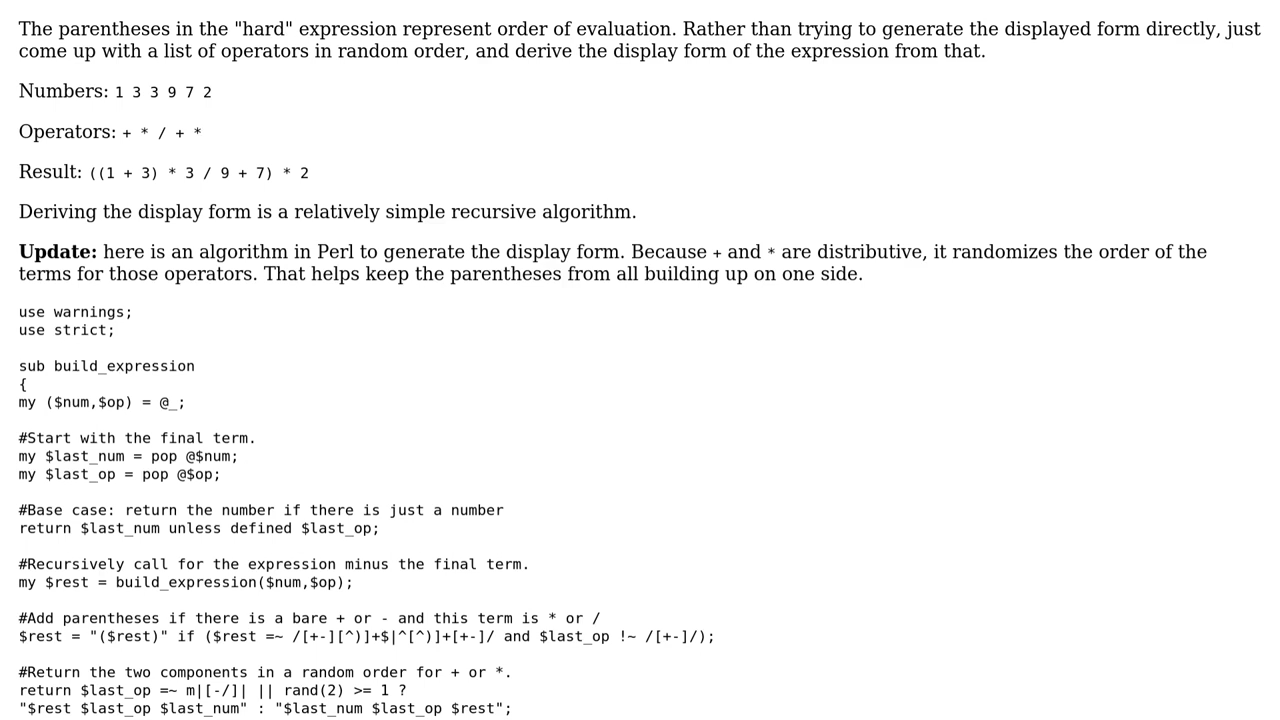 The parentheses in the "hard" expression represent order of evaluation. Rather than trying to generate the displayed form directly, just
come up with a list of operators in random order, and derive the display form of the expression from that.
Numbers: 1 3 3 9 7 2
Operators: + * / + *
Result: ((1 + 3) * 3 / 9 + 7) * 2
Deriving the display form is a relatively simple recursive algorithm.
Update: here is an algorithm in Perl to generate the display form. Because + and * are distributive, it randomizes the order of the
terms for those operators. That helps keep the parentheses from all building up on one side.
use warnings;
use strict;
sub build_expression
{
my ($num,$op) = @_;
#Start with the final term.
my $last_num = pop @$num;
my $last_op = pop @$op;
#Base case: return the number if there is just a number
return $last_num unless defined $last_op;
#Recursively call for the expression minus the final term.
my $rest = build_expression($num,$op);
#Add parentheses if there is a bare + or - and this term is * or /
$rest = "($rest)" if ($rest =~ /[+-][^)]+$|^[^)]+[+-]/ and $last_op !~ /[+-]/);
#Return the two components in a random order for + or *.
return $last_op =~ m|[-/]| || rand(2) >= 1 ?
"$rest $last_op $last_num" : "$last_num $last_op $rest";